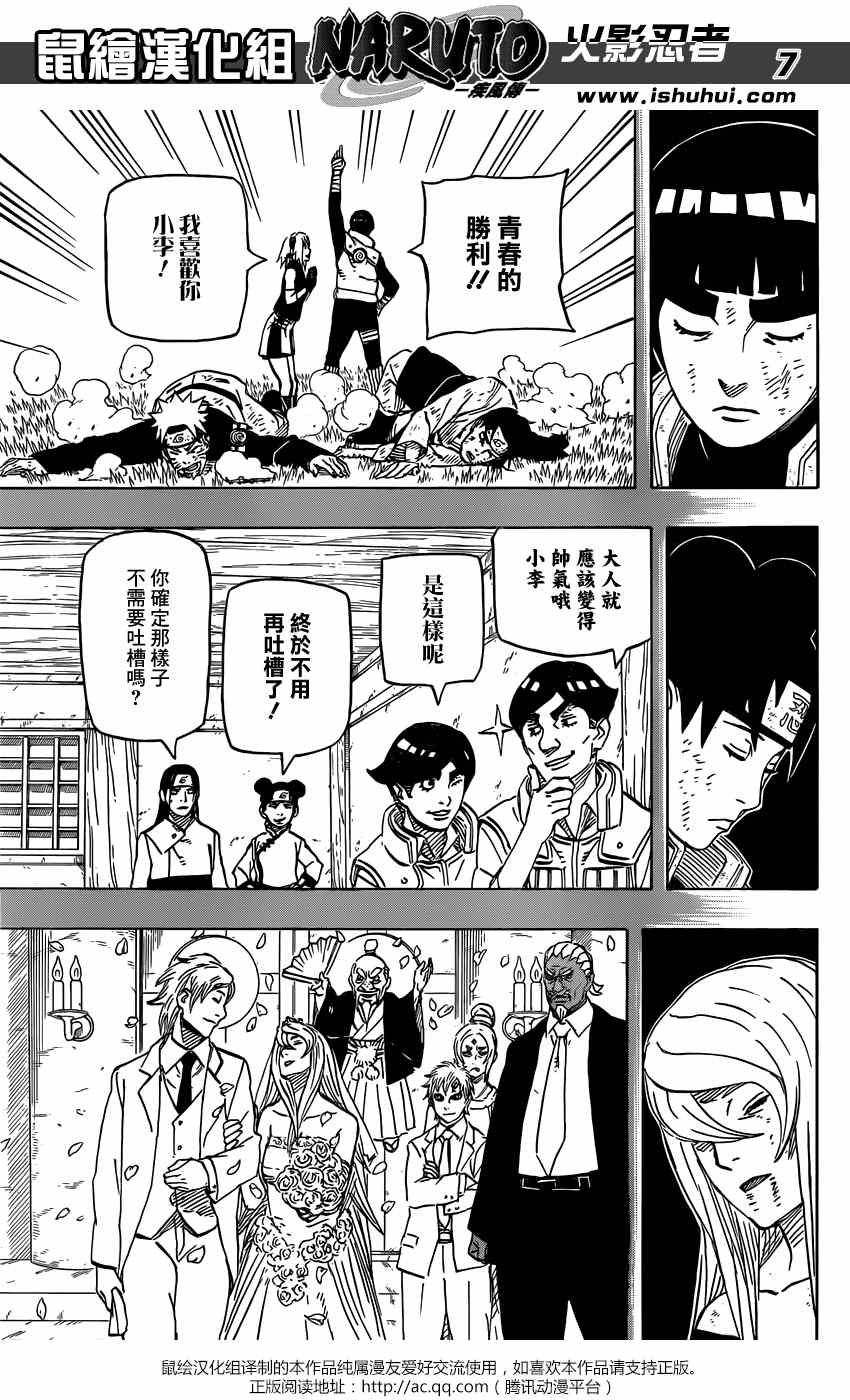 鼠繪漢化組
NARUTO
-疾風傳-
火影忍者
www.ishuhui.com
7
青春的
勝利!!
我喜歡你
小李!
大人就
應該變得
帥氣哦
小李
是這樣呢
終於不用
再吐槽了!
你確定那樣子
不需要吐槽嗎?
忍
鼠绘汉化组译制的本作品纯属漫友爱好交流使用，如喜欢本作品请支持正版。
正版阅读地址：http://ac.qq.com（腾讯动漫平台）